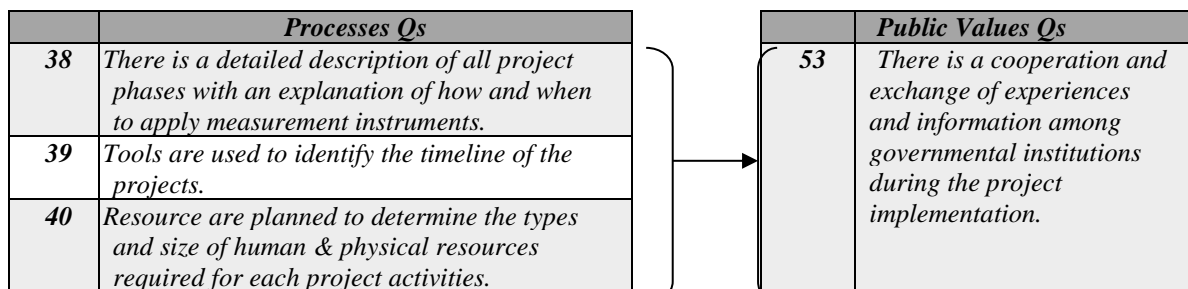 Processes Qs
38 There is a detailed description of all project
phases with an explanation of how and when
to apply measurement instruments.
39 Tools are used to identify the timeline of the
projects.
40 Resource are planned to determine the types
and size of human & physical resources
required for each project activities.
Public Values Qs
53 There is a cooperation and
exchange of experiences
and information among
governmental institutions
during the project
implementation.